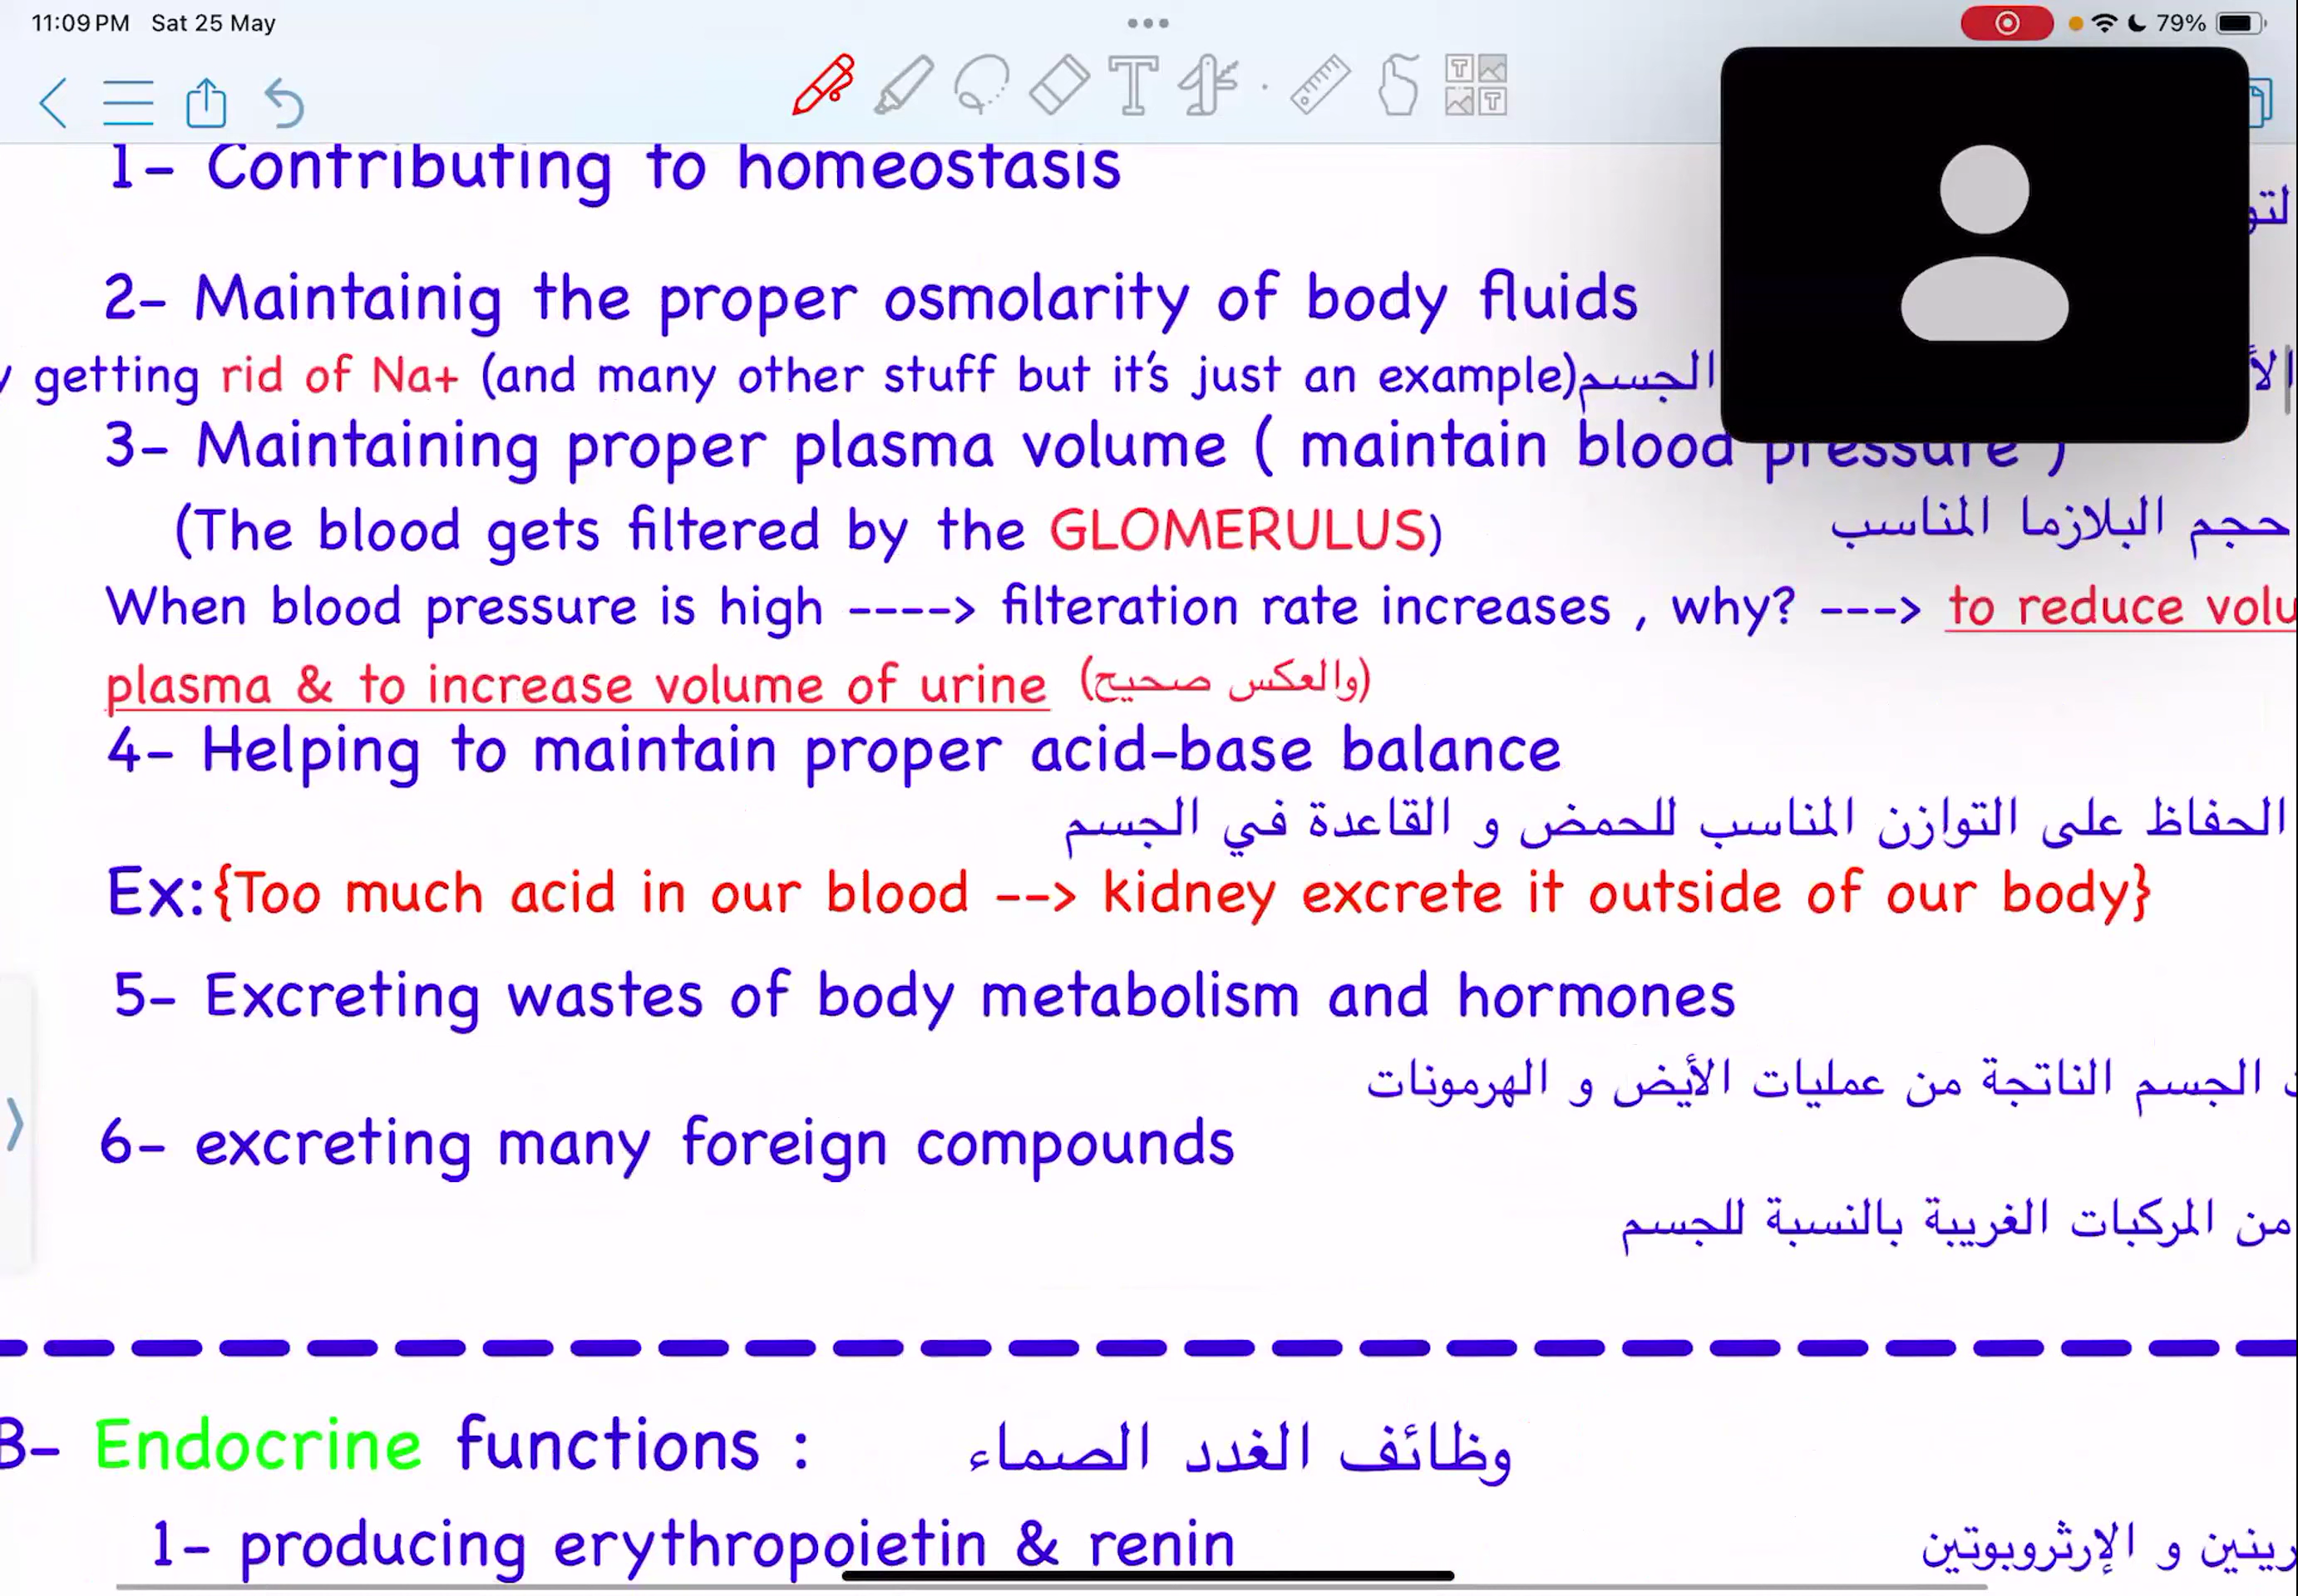 11:09 PM Sat 25 May
79%
1- Contributing to homeostasis
2- Maintainig the proper osmolarity of body fluids
getting rid of Na+ (and many other stuff but it's just an example) الجسم
3- Maintaining proper plasma volume ( maintain blood pressure )
(The blood gets filtered by the GLOMERULUS)
حجم البلازما المناسب
When blood pressure is high ----> filteration rate increases , why? ---> to reduce
plasma & to increase volume of urine (والعكس صحيح)
4- Helping to maintain proper acid-base balance
الحفاظ على التوازن المناسب للحمض و القاعدة في الجسم
Ex:{Too much acid in our blood --> kidney excrete it outside of our body}
5- Excreting wastes of body metabolism and hormones
الجسم الناتجة من عمليات الأيض و الهرمونات
6- excreting many foreign compounds
من المركبات الغريبة بالنسبة للجسم
B- Endocrine functions : وظائف الغدد الصماء
1- producing erythropoietin & renin
رينين و الإرثروبوتين